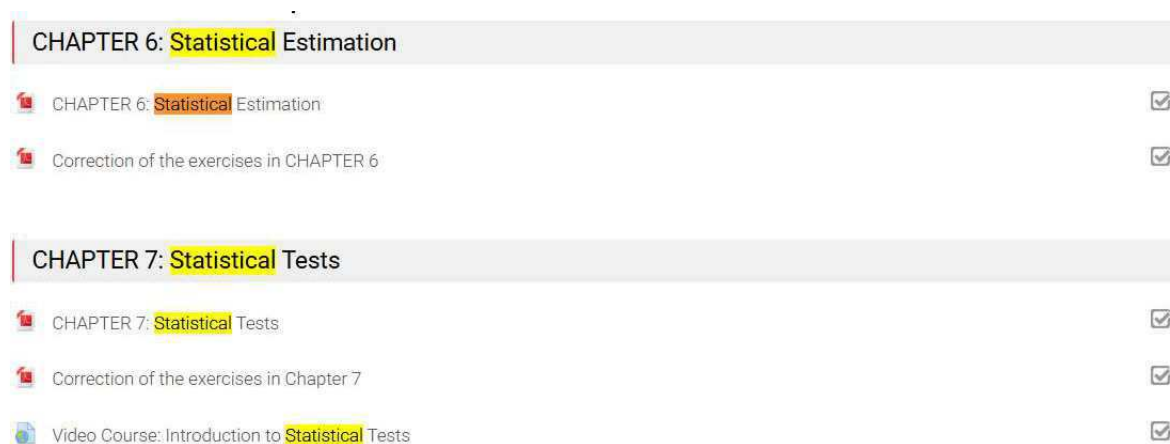 CHAPTER 6: Statistical Estimation
CHAPTER 6: Statistical Estimation
Correction of the exercises in CHAPTER 6
CHAPTER 7: Statistical Tests
CHAPTER 7: Statistical Tests
Correction of the exercises in Chapter 7
Video Course: Introduction to Statistical Tests